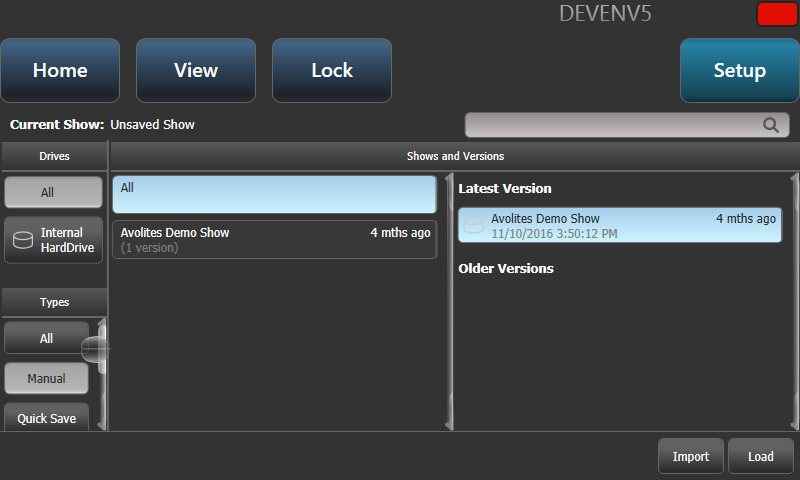 DEVENV5
Home
View
Lock
Setup
Current Show: Unsaved Show
Drives
All
Internal
HardDrive
Types
All
Manual
Quick Save
Shows and Versions
All
Avolites Demo Show 4 mths ago
(1 version)
Latest Version
Avolites Demo Show 4 mths ago
11/10/2016 3:50:12 PM
Older Versions
Import
Load